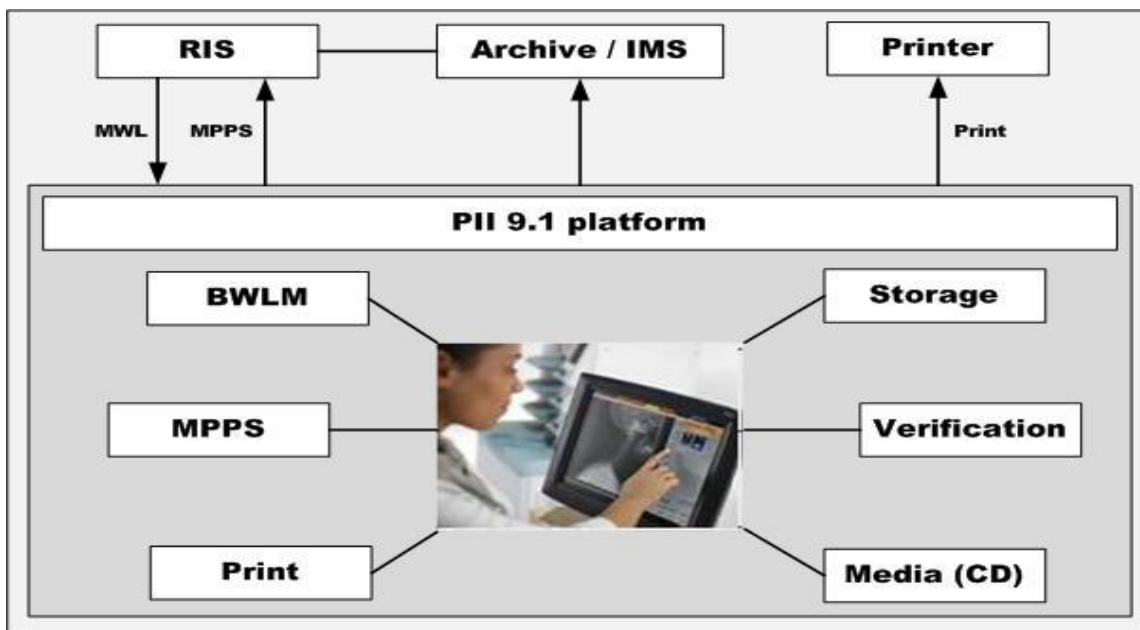 RIS
Archive / IMS
Printer
MWL
MPPS
Print
PII 9.1 platform
BWLM
Storage
MPPS
Verification
Print
Media (CD)